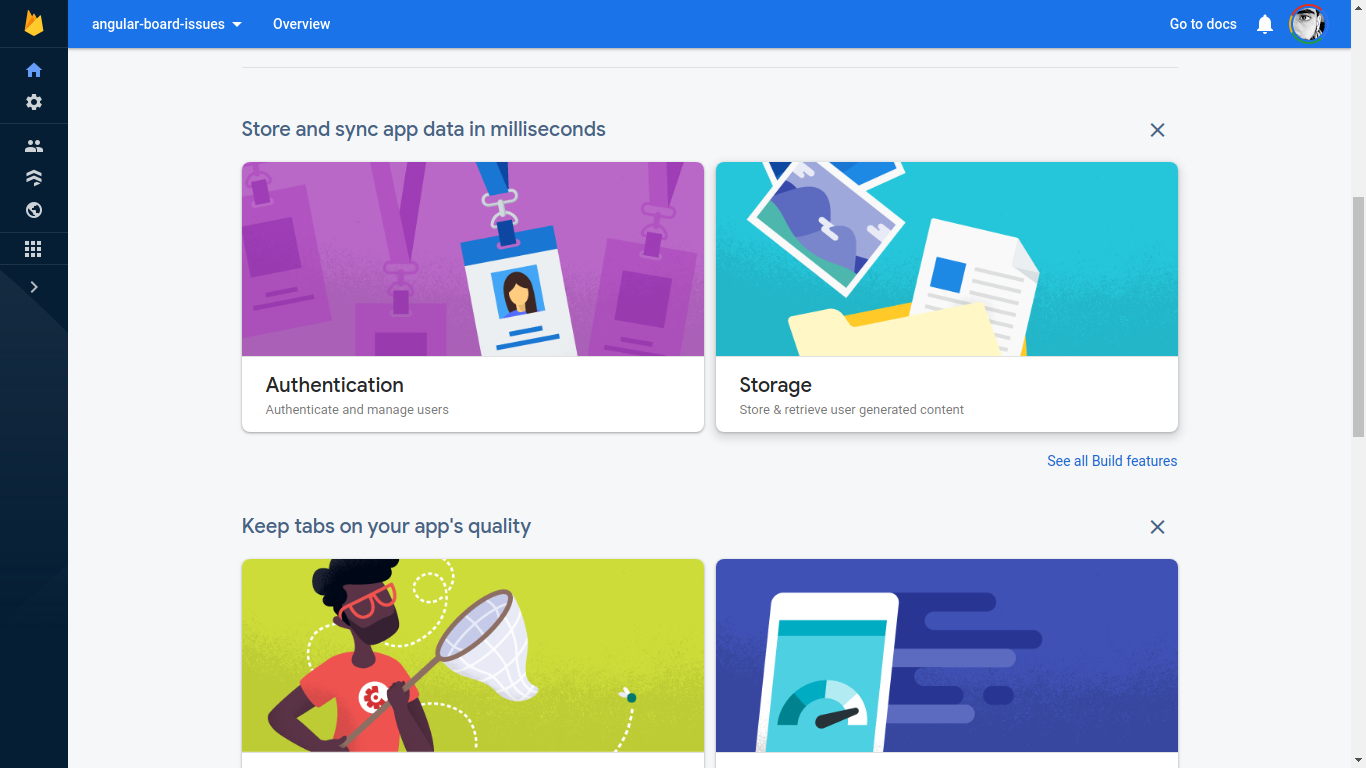 angular-board-issues
Overview
Go to docs
Store and sync app data in milliseconds
Authentication
Authenticate and manage users
Storage
Store & retrieve user generated content
See all Build features
Keep tabs on your app's quality